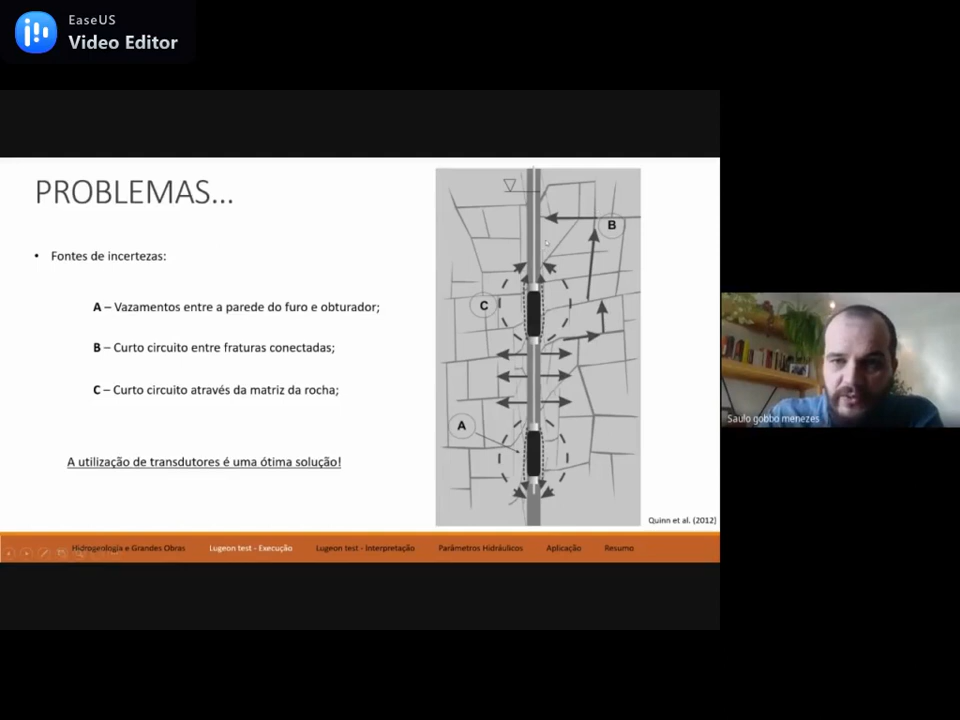 EaseUS
Video Editor
PROBLEMAS...
• Fontes de incertezas:
A – Vazamentos entre a parede do furo e obturador;
B – Curto circuito entre fraturas conectadas;
C – Curto circuito através da matriz da rocha;
A utilização de transdutores é uma ótima solução!
B
C
A
Quinn et al. (2012)
Saulo gobbo menezes
Hidrogeologia e Grandes Obras
Lugeon test - Execução
Lugeon test - Interpretação
Parâmetros Hidráulicos
Aplicação
Resumo